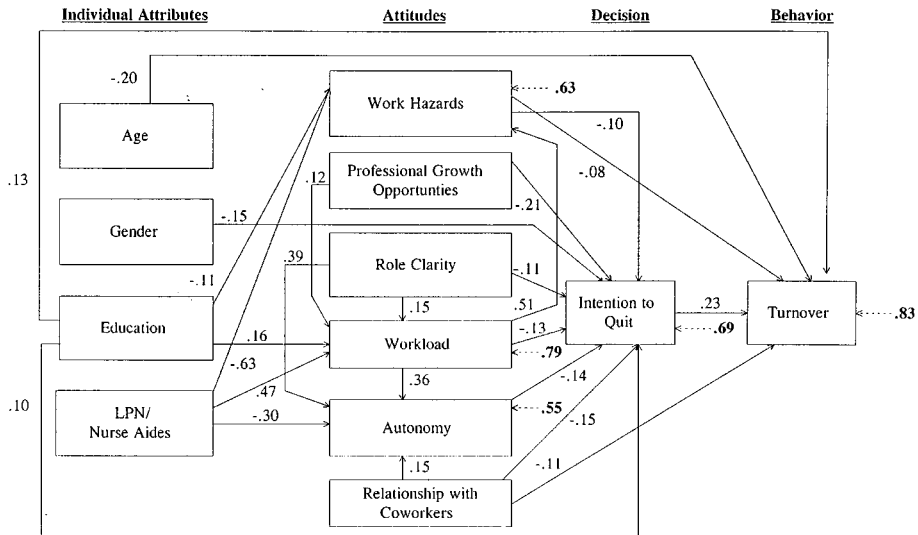 Individual Attributes Attitudes Decision Behavior
-.20
Work Hazards
.63
-.10
Age
-.08
.13
.12
Professional Growth
Opportunties
-.21
-.15
Gender
.39
Role Clarity
-.11
-.11
.15
.51
Intention to
Quit
.23
Turnover
.83
.69
Education
.16
Workload
-.13
.79
-.63
.47
.36
-.14
.10
LPN/
Nurse Aides
-.30
Autonomy
.55
-.15
.15
-.11
Relationship with
Coworkers